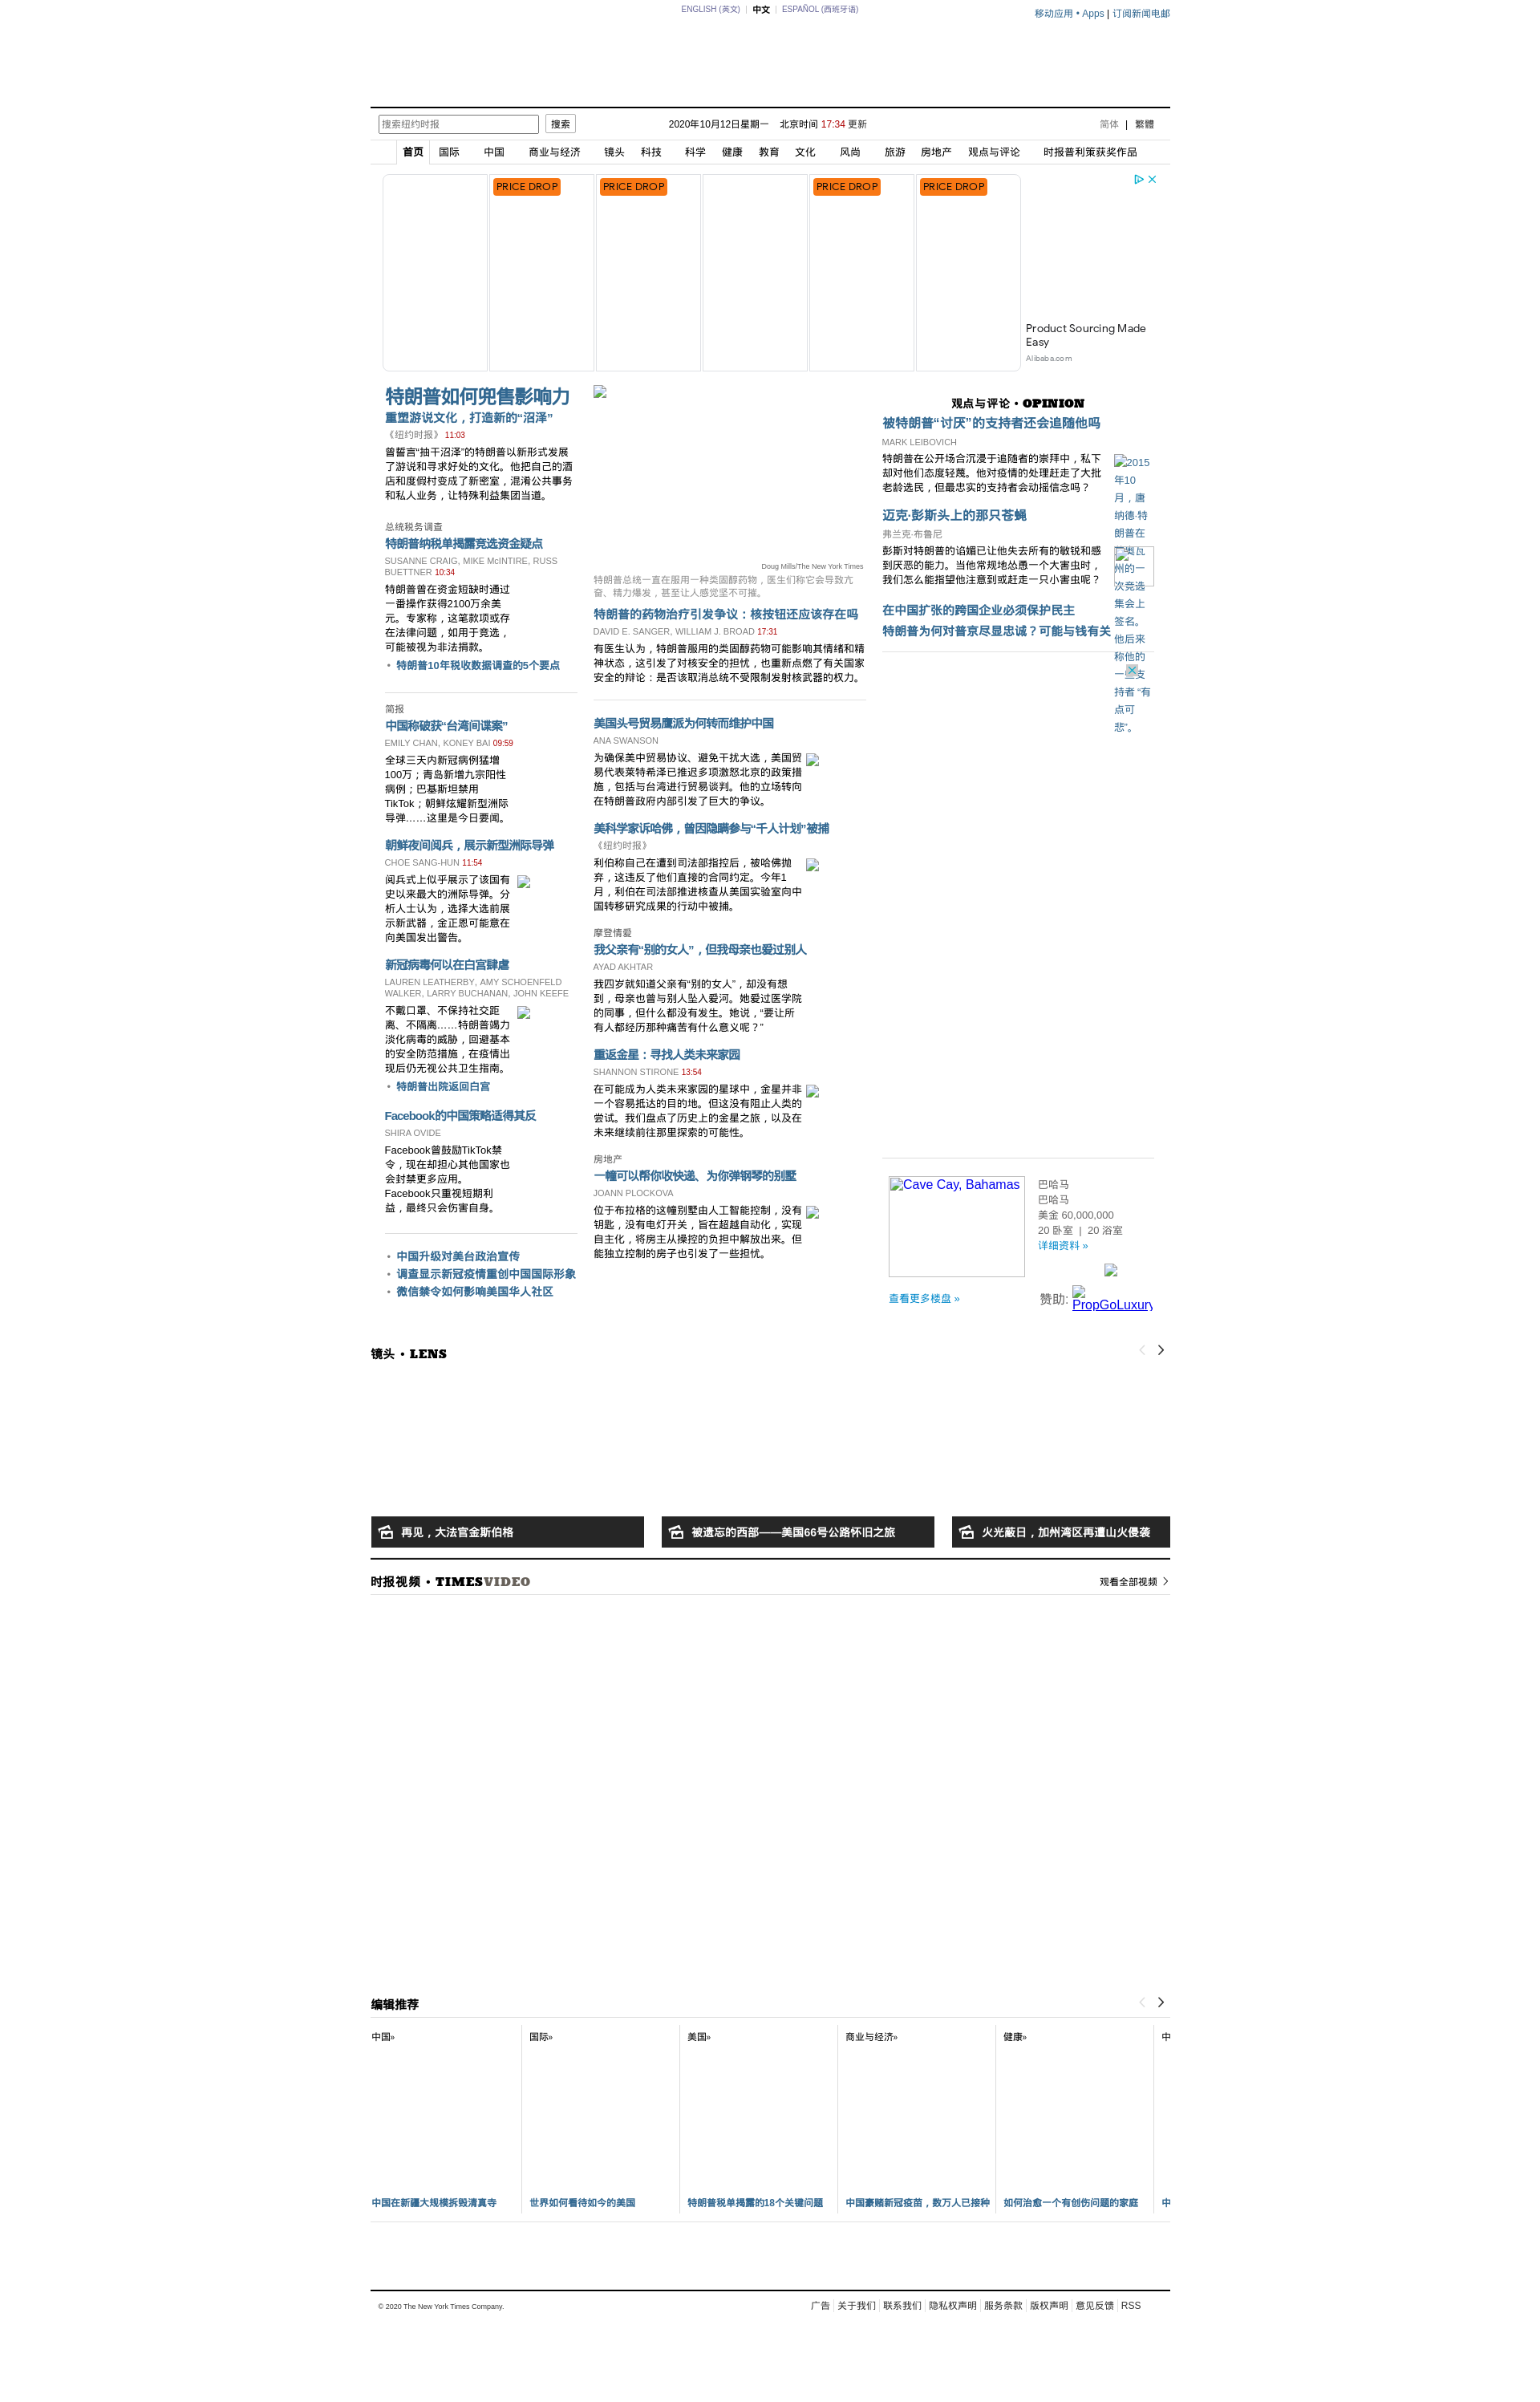 ENGLISH (英文) | 中文 | ESPAÑOL (西班牙语)
移动应用 • Apps | 订阅新闻电邮
搜索纽约时报 搜索 2020年10月12日星期一 北京时间 17:34 更新 简体 | 繁體
首页 国际 中国 商业与经济 镜头 科技 科学 健康 教育 文化 风尚 旅游 房地产 观点与评论 时报普利策获奖作品
PRICE DROP PRICE DROP PRICE DROP PRICE DROP
Product Sourcing Made
Easy
Alibaba.com
特朗普如何兜售影响力
重塑游说文化，打造新的“沼泽”
《纽约时报》 11:03
曾誓言“抽干沼泽”的特朗普以新形式发展
了游说和寻求好处的文化。他把自己的酒
店和度假村变成了新密室，混淆公共事务
和私人业务，让特殊利益集团当道。
总统税务调查
特朗普纳税单揭露竞选资金疑点
SUSANNE CRAIG, MIKE McINTIRE, RUSS
BUETTNER 10:34
特朗普曾在资金短缺时通过
一番操作获得2100万余美
元。专家称，这笔款项或存
在法律问题，如用于竞选，
可能被视为非法捐款。
• 特朗普10年税收数据调查的5个要点
简报
中国称破获“台湾间谍案”
EMILY CHAN, KONEY BAI 09:59
全球三天内新冠病例猛增
100万；青岛新增九宗阳性
病例；巴基斯坦禁用
TikTok；朝鲜炫耀新型洲际
导弹……这里是今日要闻。
朝鲜夜间阅兵，展示新型洲际导弹
CHOE SANG-HUN 11:54
阅兵式上似乎展示了该国有
史以来最大的洲际导弹。分
析人士认为，选择大选前展
示新武器，金正恩可能意在
向美国发出警告。
新冠病毒何以在白宫肆虐
LAUREN LEATHERBY, AMY SCHOENFELD
WALKER, LARRY BUCHANAN, JOHN KEEFE
不戴口罩、不保持社交距
离、不隔离……特朗普竭力
淡化病毒的威胁，回避基本
的安全防范措施，在疫情出
现后仍无视公共卫生指南。
• 特朗普出院返回白宫
Facebook的中国策略适得其反
SHIRA OVIDE
Facebook曾鼓励TikTok禁
令，现在却担心其他国家也
会封禁更多应用。
Facebook只重视短期利
益，最终只会伤害自身。
• 中国升级对美台政治宣传
• 调查显示新冠疫情重创中国国际形象
• 微信禁令如何影响美国华人社区
Doug Mills/The New York Times
特朗普总统一直在服用一种类固醇药物，医生们称它会导致亢
奋、精力爆发，甚至让人感觉坚不可摧。
特朗普的药物治疗引发争议：核按钮还应该存在吗
DAVID E. SANGER, WILLIAM J. BROAD 17:31
有医生认为，特朗普服用的类固醇药物可能影响其情绪和精
神状态，这引发了对核安全的担忧，也重新点燃了有关国家
安全的辩论：是否该取消总统不受限制发射核武器的权力。
美国头号贸易鹰派为何转而维护中国
ANA SWANSON
为确保美中贸易协议、避免干扰大选，美国贸
易代表莱特希泽已推迟多项激怒北京的政策措
施，包括与台湾进行贸易谈判。他的立场转向
在特朗普政府内部引发了巨大的争议。
美科学家诉哈佛，曾因隐瞒参与“千人计划”被捕
《纽约时报》
利伯称自己在遭到司法部指控后，被哈佛抛
弃，这违反了他们直接的合同约定。今年1
月，利伯在司法部推进核查从美国实验室向中
国转移研究成果的行动中被捕。
摩登情爱
我父亲有“别的女人”，但我母亲也爱过别人
AYAD AKHTAR
我四岁就知道父亲有“别的女人”，却没有想
到，母亲也曾与别人坠入爱河。她爱过医学院
的同事，但什么都没有发生。她说，“要让所
有人都经历那种痛苦有什么意义呢？”
重返金星：寻找人类未来家园
SHANNON STIRONE 13:54
在可能成为人类未来家园的星球中，金星并非
一个容易抵达的目的地。但这没有阻止人类的
尝试。我们盘点了历史上的金星之旅，以及在
未来继续前往那里探索的可能性。
房地产
一幢可以帮你收快递、为你弹钢琴的别墅
JOANN PLOCKOVA
位于布拉格的这幢别墅由人工智能控制，没有
钥匙，没有电灯开关，旨在超越自动化，实现
自主化，将房主从操控的负担中解放出来。但
能独立控制的房子也引发了一些担忧。
观点与评论 • OPINION
被特朗普“讨厌”的支持者还会追随他吗
MARK LEIBOVICH
特朗普在公开场合沉浸于追随者的崇拜中，私下
却对他们态度轻蔑。他对疫情的处理赶走了大批
老龄选民，但最忠实的支持者会动摇信念吗？
2015
年10
月，唐
纳德·特
朗普在
州的一
次竞选
集会上
签名。
他后来
称他的
一些支
持者 “有
点可
悲”。
迈克·彭斯头上的那只苍蝇
弗兰克·布鲁尼
彭斯对特朗普的谄媚已让他失去所有的敏锐和感
到厌恶的能力。当他常规地怂恿一个大害虫时，
我们怎么能指望他注意到或赶走一只小害虫呢？
在中国扩张的跨国企业必须保护民主
特朗普为何对普京尽显忠诚？可能与钱有关
Cave Cay, Bahamas
巴哈马
巴哈马
美金 60,000,000
20 卧室 | 20 浴室
详细资料 »
查看更多楼盘 »
赞助: PropGoLuxury
镜头 • LENS
再见，大法官金斯伯格
被遗忘的西部——美国66号公路怀旧之旅
火光蔽日，加州湾区再遭山火侵袭
时报视频 • TIMESVIDEO
观看全部视频
编辑推荐
中国» 国际» 美国» 商业与经济» 健康» 中
中国在新疆大规模拆毁清真寺 世界如何看待如今的美国 特朗普税单揭露的18个关键问题 中国豪赌新冠疫苗，数万人已接种 如何治愈一个有创伤问题的家庭 中
© 2020 The New York Times Company.
广告 关于我们 联系我们 隐私权声明 服务条款 版权声明 意见反馈 RSS